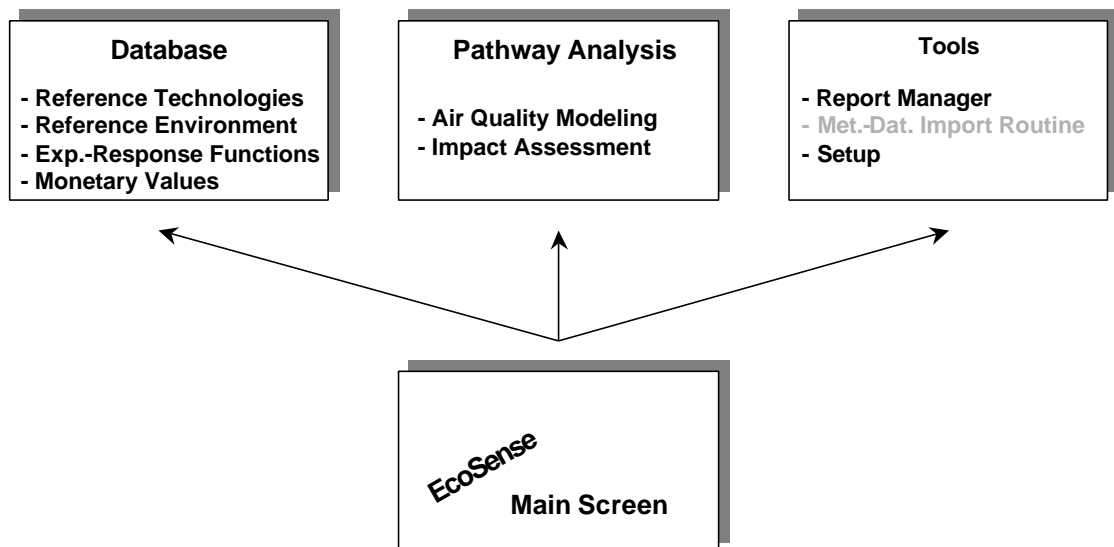 Database
- Reference Technologies
- Reference Environment
- Exp.-Response Functions
- Monetary Values
Pathway Analysis
- Air Quality Modeling
- Impact Assessment
Tools
- Report Manager
- Met.-Dat. Import Routine
- Setup
EcoSense
Main Screen